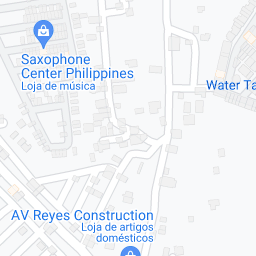 Saxophone
Center Philippines
Loja de música
Water Ta
AV Reyes Construction
Loja de artigos
domésticos